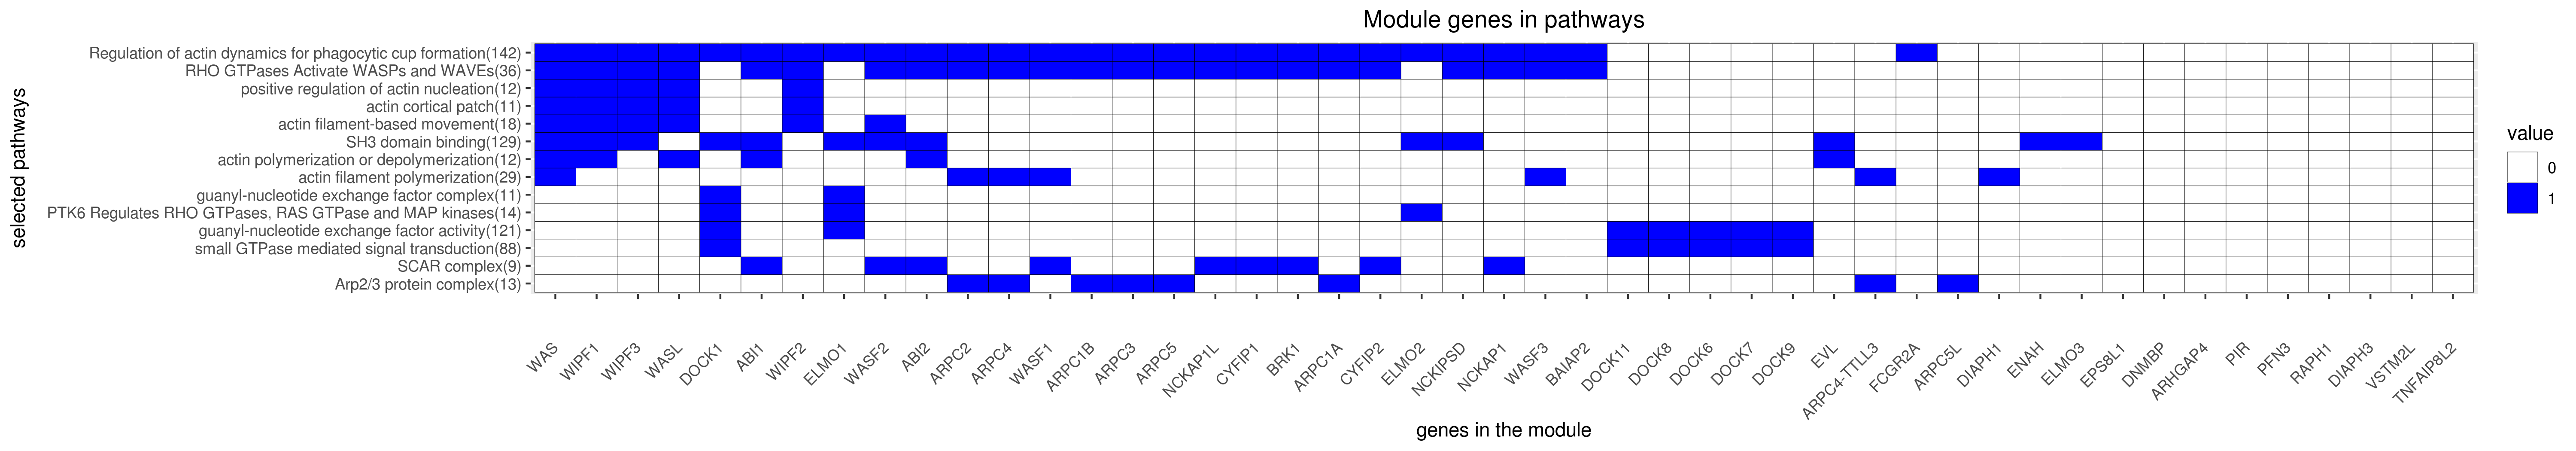 Module genes in pathways
selected pathways
Regulation of actin dynamics for phagocytic cup formation(142)
RHO GTPases Activate WASPs and WAVEs(36)
positive regulation of actin nucleation(12)
actin cortical patch(11)
actin filament-based movement(18)
SH3 domain binding(129)
actin polymerization or depolymerization(12)
actin filament polymerization(29)
guanyl-nucleotide exchange factor complex(11)
PTK6 Regulates RHO GTPases, RAS GTPase and MAP kinases(14)
guanyl-nucleotide exchange factor activity(121)
small GTPase mediated signal transduction(88)
SCAR complex(9)
Arp2/3 protein complex(13)
WAS
WIPF1
WIPF3
WASL
DOCK1
ABI1
WIPF2
ELMO1
WASF2
ABI2
ARPC2
ARPC4
WASF1
ARPC1B
ARPC3
ARPC5
NCKAP1L
CYFIP1
BRK1
ARPC1A
CYFIP2
ELMO2
NCKIPSD
NCKAP1
WASF3
BAIAP2
DOCK11
DOCK8
DOCK6
DOCK7
DOCK9
EVL
ARPC4-TTLL3
FCGR2A
ARPC5L
DIAPH1
ENAH
ELMO3
EPS8L1
DNMBP
ARHGAP4
PIR
PFN3
RAPH1
DIAPH3
VSTM2L
TNFAIP8L2
genes in the module
value
0
1